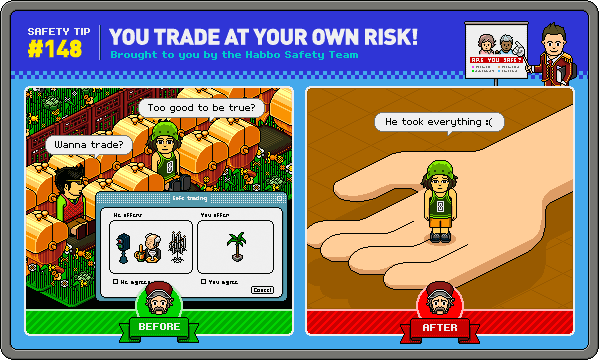 SAFETY TIP
#148
YOU TRADE AT YOUR OWN RISK!
Brought to you by the Habbo Safety Team
ARE YOU SAFE?
Too good to be true?
Wanna trade?
Safe trading
He offers
You offer
He agrees
You agree
Cancel
BEFORE
He took everything :(
AFTER